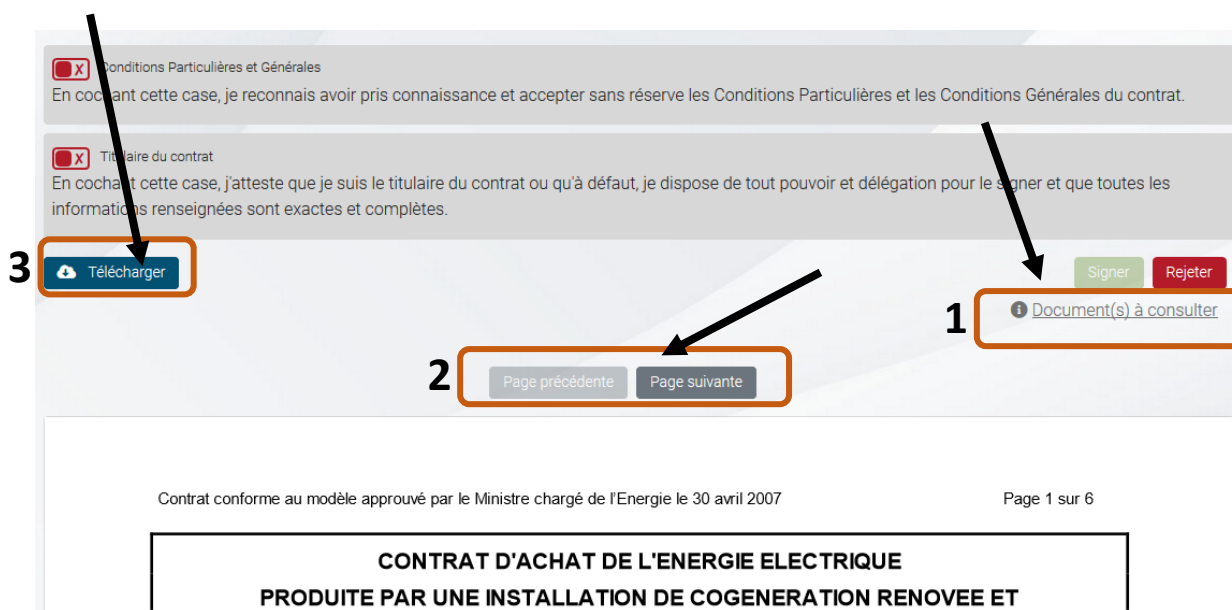 X Conditions Particulières et Générales
En cochant cette case, je reconnais avoir pris connaissance et accepter sans réserve les Conditions Particulières et les Conditions Générales du contrat.
X Titulaire du contrat
En cochant cette case, j'atteste que je suis le titulaire du contrat ou qu'à défaut, je dispose de tout pouvoir et délégation pour le signer et que toutes les
informations renseignées sont exactes et complètes.
3 Télécharger
Signer Rejeter
1 Document(s) à consulter
2 Page précédente Page suivante
Contrat conforme au modèle approuvé par le Ministre chargé de l'Energie le 30 avril 2007 Page 1 sur 6
CONTRAT D'ACHAT DE L'ENERGIE ELECTRIQUE
PRODUITE PAR UNE INSTALLATION DE COGENERATION RENOVEE ET